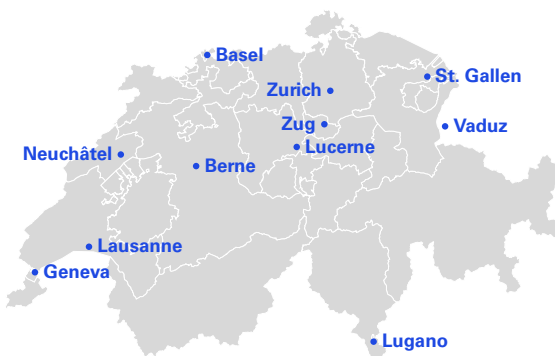 Basel
St. Gallen
Zurich
Zug
Vaduz
Lucerne
Neuchâtel
Berne
Lausanne
Geneva
Lugano